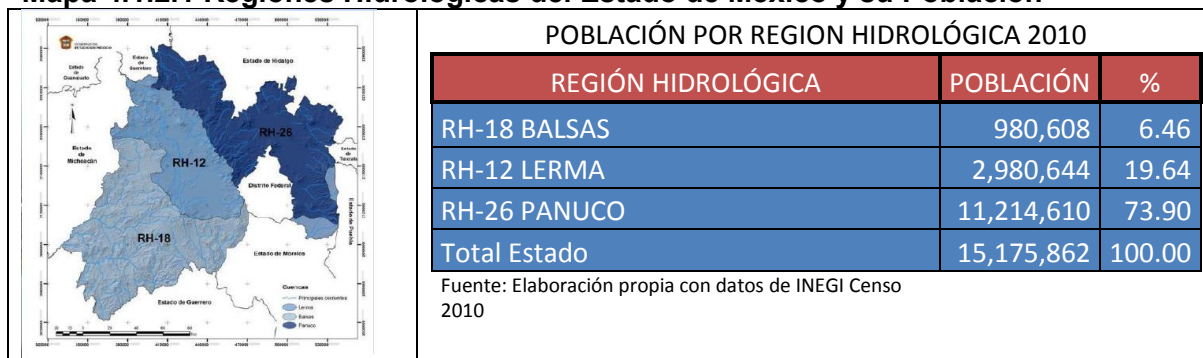 Mapa 4.1.2.1 Regiones Hidrológicas del Estado de México y su Población
Estado de Hidalgo
Estado de Querétaro
Estado de Guanajuato
Estado de Michoacán
RH-26
RH-12
Distrito Federal
RH-18
Estado de Morelos
Estado de Puebla
Estado de Guerrero
Cuencas
Principales corrientes
Lerma
Balsas
Panuco
POBLACIÓN POR REGION HIDROLÓGICA 2010
REGIÓN HIDROLÓGICA POBLACIÓN %
RH-18 BALSAS 980,608 6.46
RH-12 LERMA 2,980,644 19.64
RH-26 PANUCO 11,214,610 73.90
Total Estado 15,175,862 100.00
Fuente: Elaboración propia con datos de INEGI Censo
2010